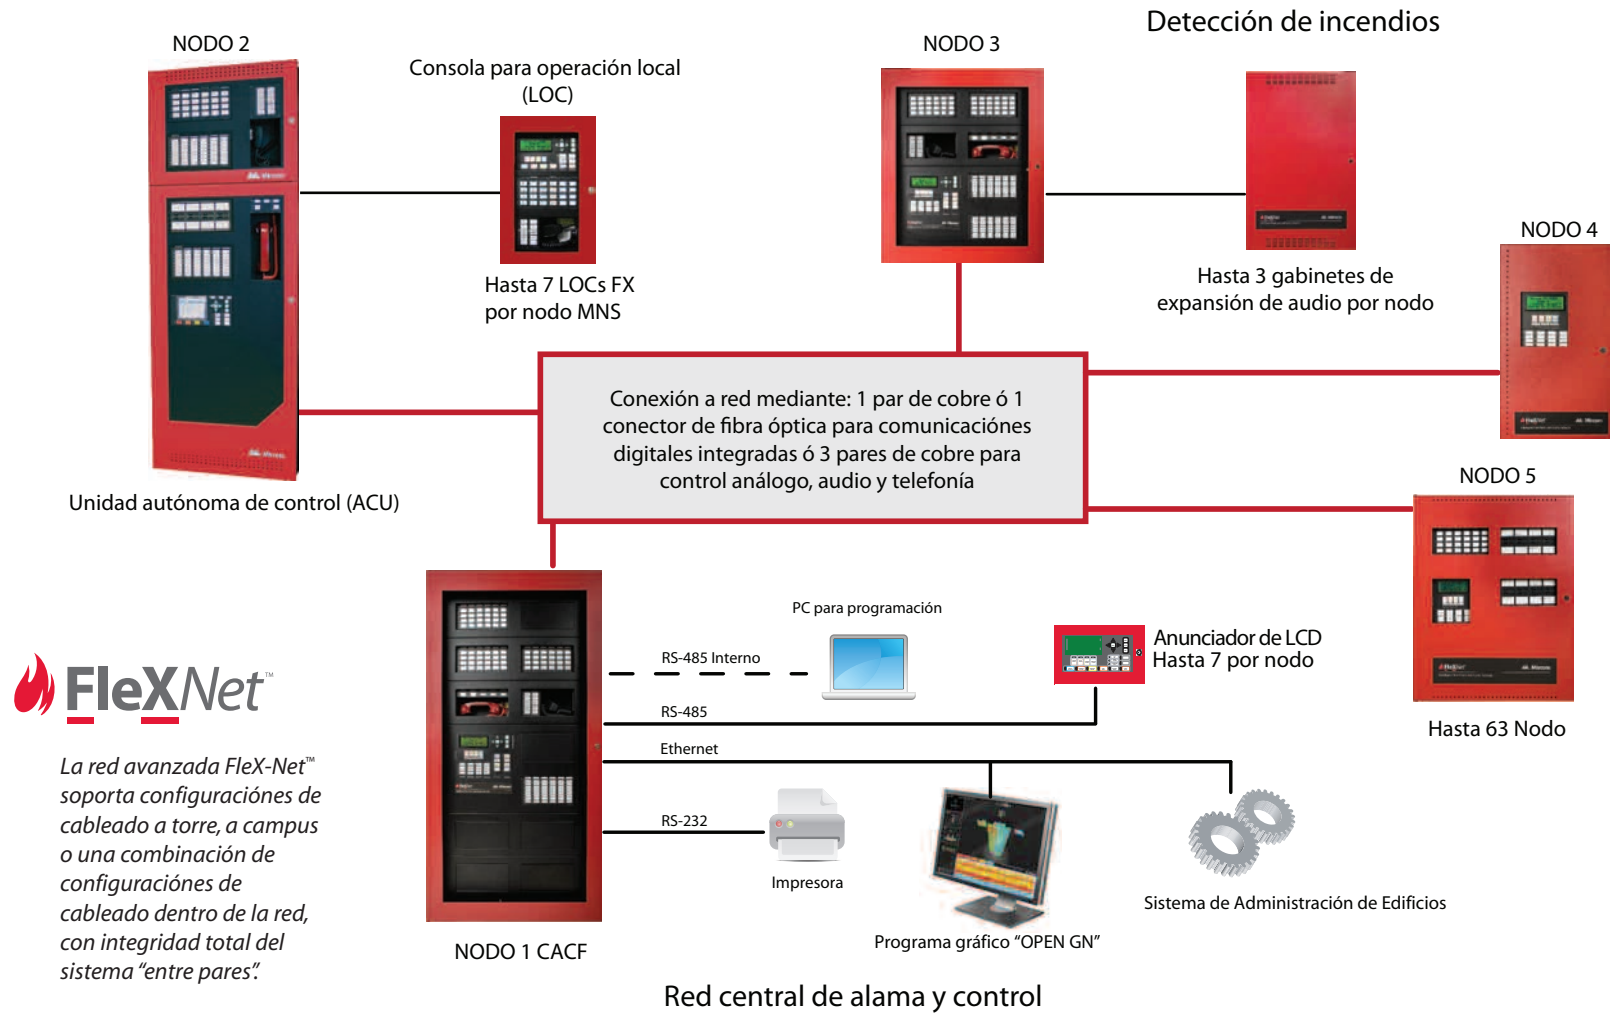 Detección de incendios
NODO 2
NODO 3
Consola para operación local
(LOC)
NODO 4
Hasta 7 LOCs FX
por nodo MNS
Hasta 3 gabinetes de
expansión de audio por nodo
Conexión a red mediante: 1 par de cobre ó 1
conector de fibra óptica para comunicaciónes
digitales integradas ó 3 pares de cobre para
control análogo, audio y telefonía
Unidad autónoma de control (ACU)
NODO 5
Hasta 63 Nodo
PC para programación
RS-485 Interno
Anunciador de LCD
Hasta 7 por nodo
RS-485
Ethernet
RS-232
Impresora
Programa gráfico “OPEN GN”
Sistema de Administración de Edificios
NODO 1 CACF
FleXNet™
La red avanzada FleX-Net™
soporta configuraciónes de
cableado a torre, a campus
o una combinación de
configuraciónes de
cableado dentro de la red,
con integridad total del
sistema “entre pares”.
Red central de alama y control